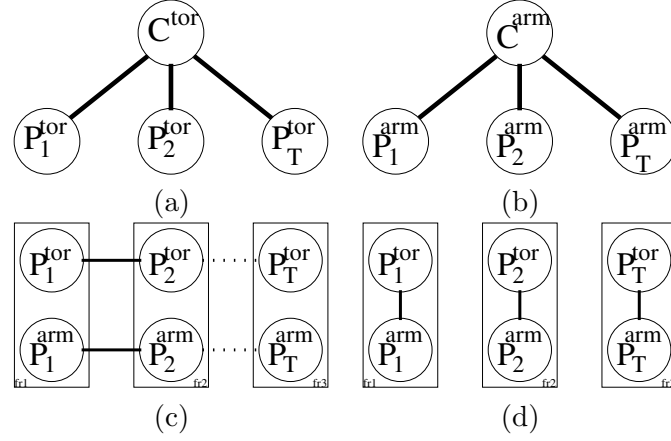 C^tor C^arm
P_1^tor P_2^tor P_T^tor P_1^arm P_2^arm P_T^arm
(a) (b)
P_1^tor P_2^tor P_T^tor P_1^tor P_2^tor P_T^tor
P_1^arm P_2^arm P_T^arm P_1^arm P_2^arm P_T^arm
fr1 fr2 fr3 fr1 fr2
(c) (d)